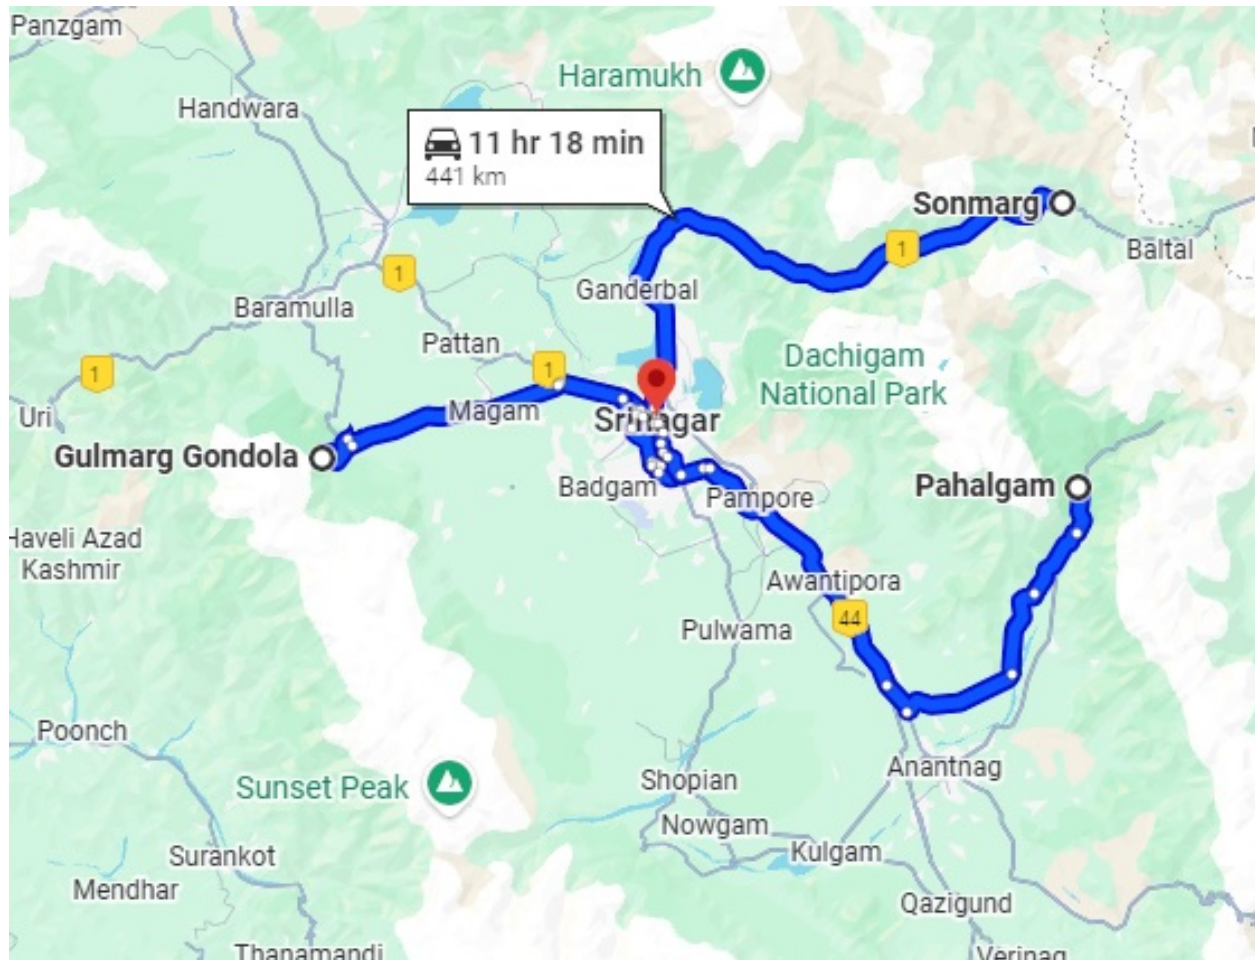 Panzgam
Haramukh
Handwara
11 hr 18 min
441 km
Sonmarg
1
Baltal
1
Ganderbal
Baramulla
Pattan
1
1
Dachigam
National Park
Uri
Magam
Srinagar
Gulmarg Gondola
Badgam
Pampore
Pahalgam
Haveli Azad
Kashmir
Awantipora
44
Pulwama
Poonch
Anantnag
Sunset Peak
Shopian
Nowgam
Kulgam
Surankot
Mendhar
Qazigund
Thanamandi
Verinag